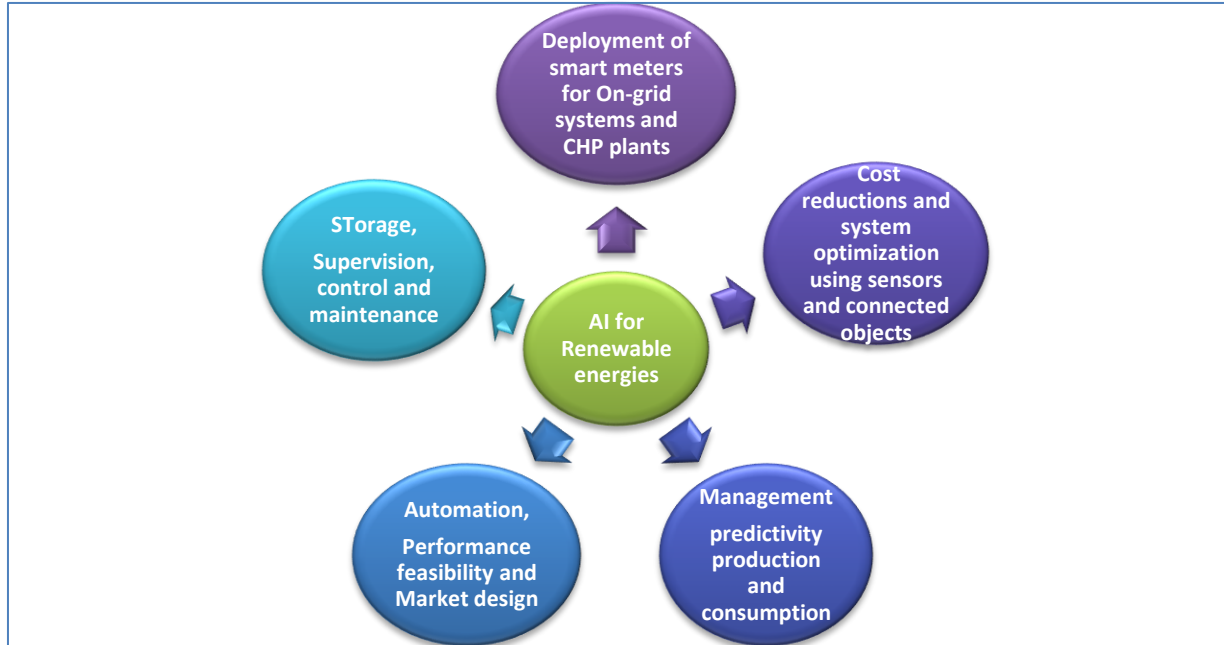 Deployment of
smart meters
for On-grid
systems and
CHP plants
Cost
reductions and
system
optimization
using sensors
and connected
objects
Management
predictivity
production
and
consumption
Automation,
Performance
feasibility and
Market design
STorage,
Supervision,
control and
maintenance
AI for
Renewable
energies